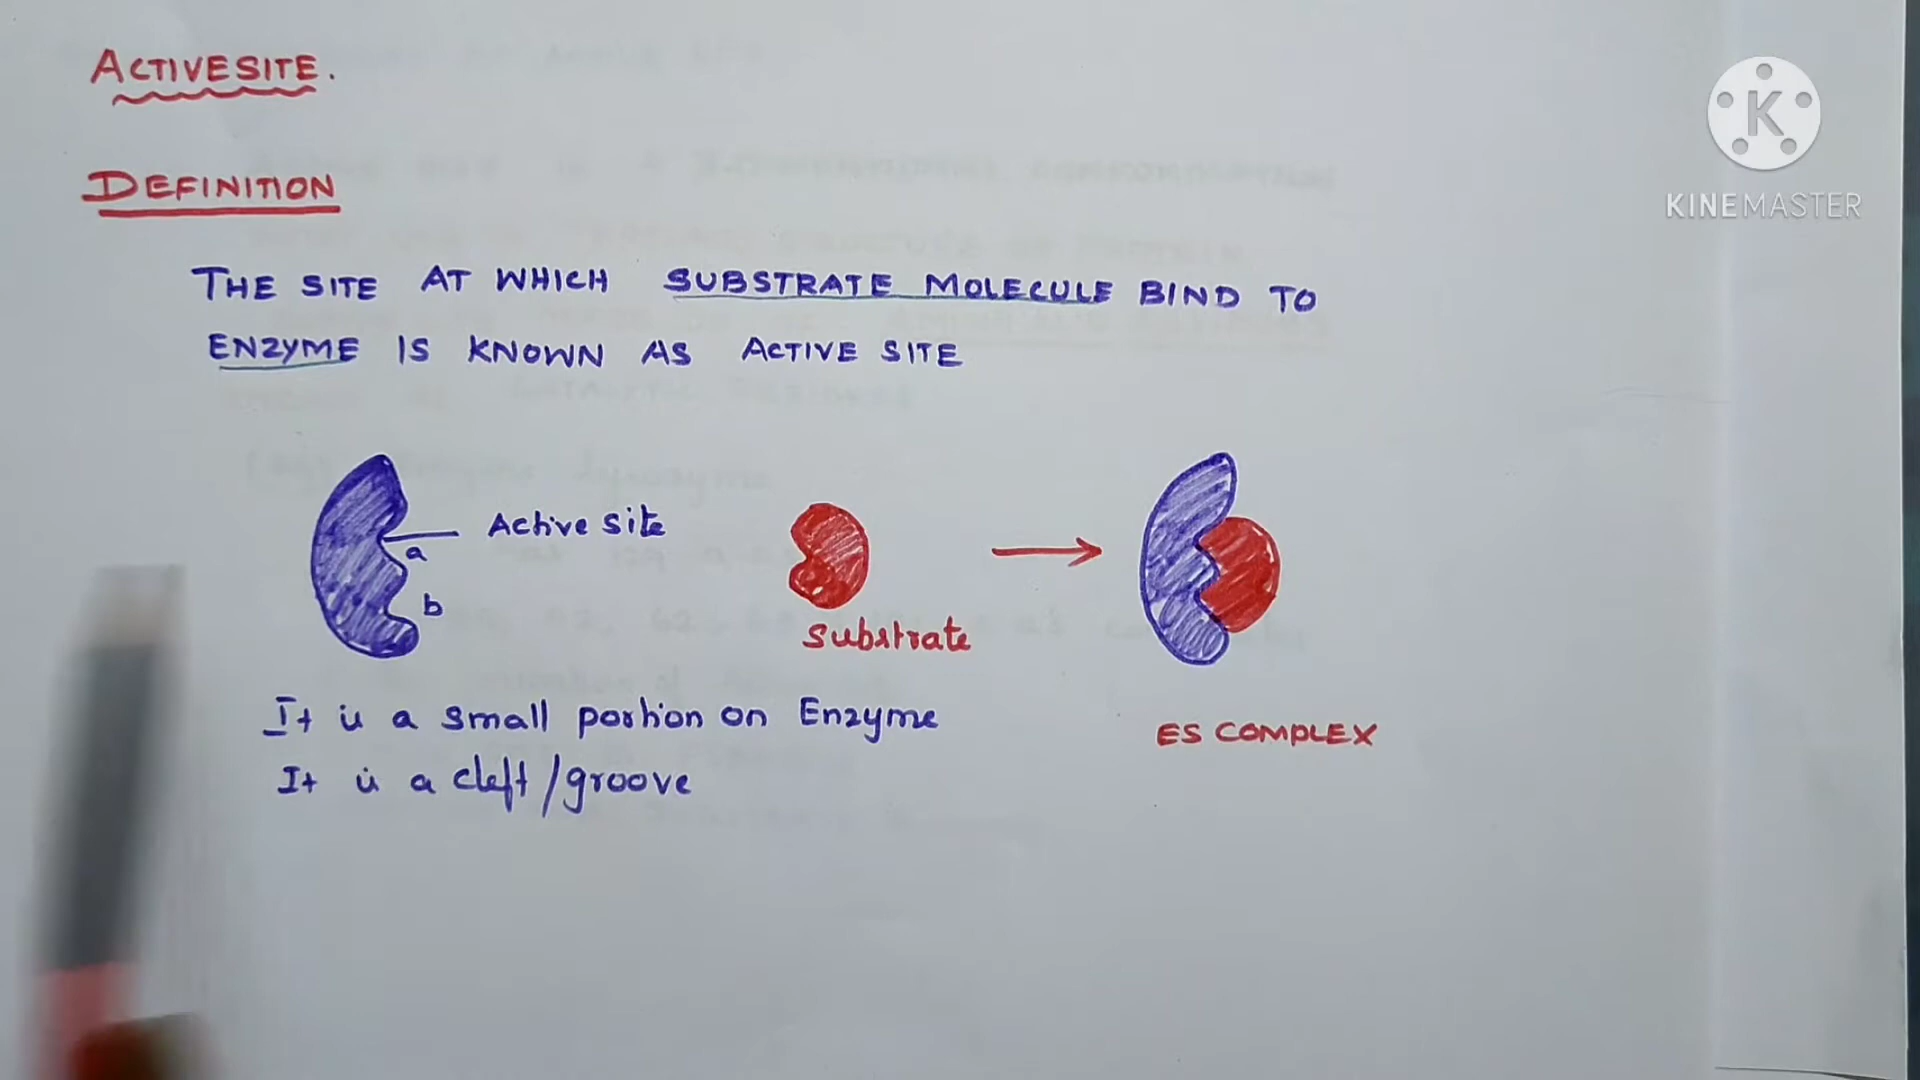 ACTIVESITE.
DEFINITION
THE SITE AT WHICH SUBSTRATE MOLECULE BIND TO
ENZYME IS KNOWN AS ACTIVE SITE
Active site
a
b
Substrate
It is a small portion on Enzyme
It is a cleft/groove
ES COMPLEX
K
KINEMASTER